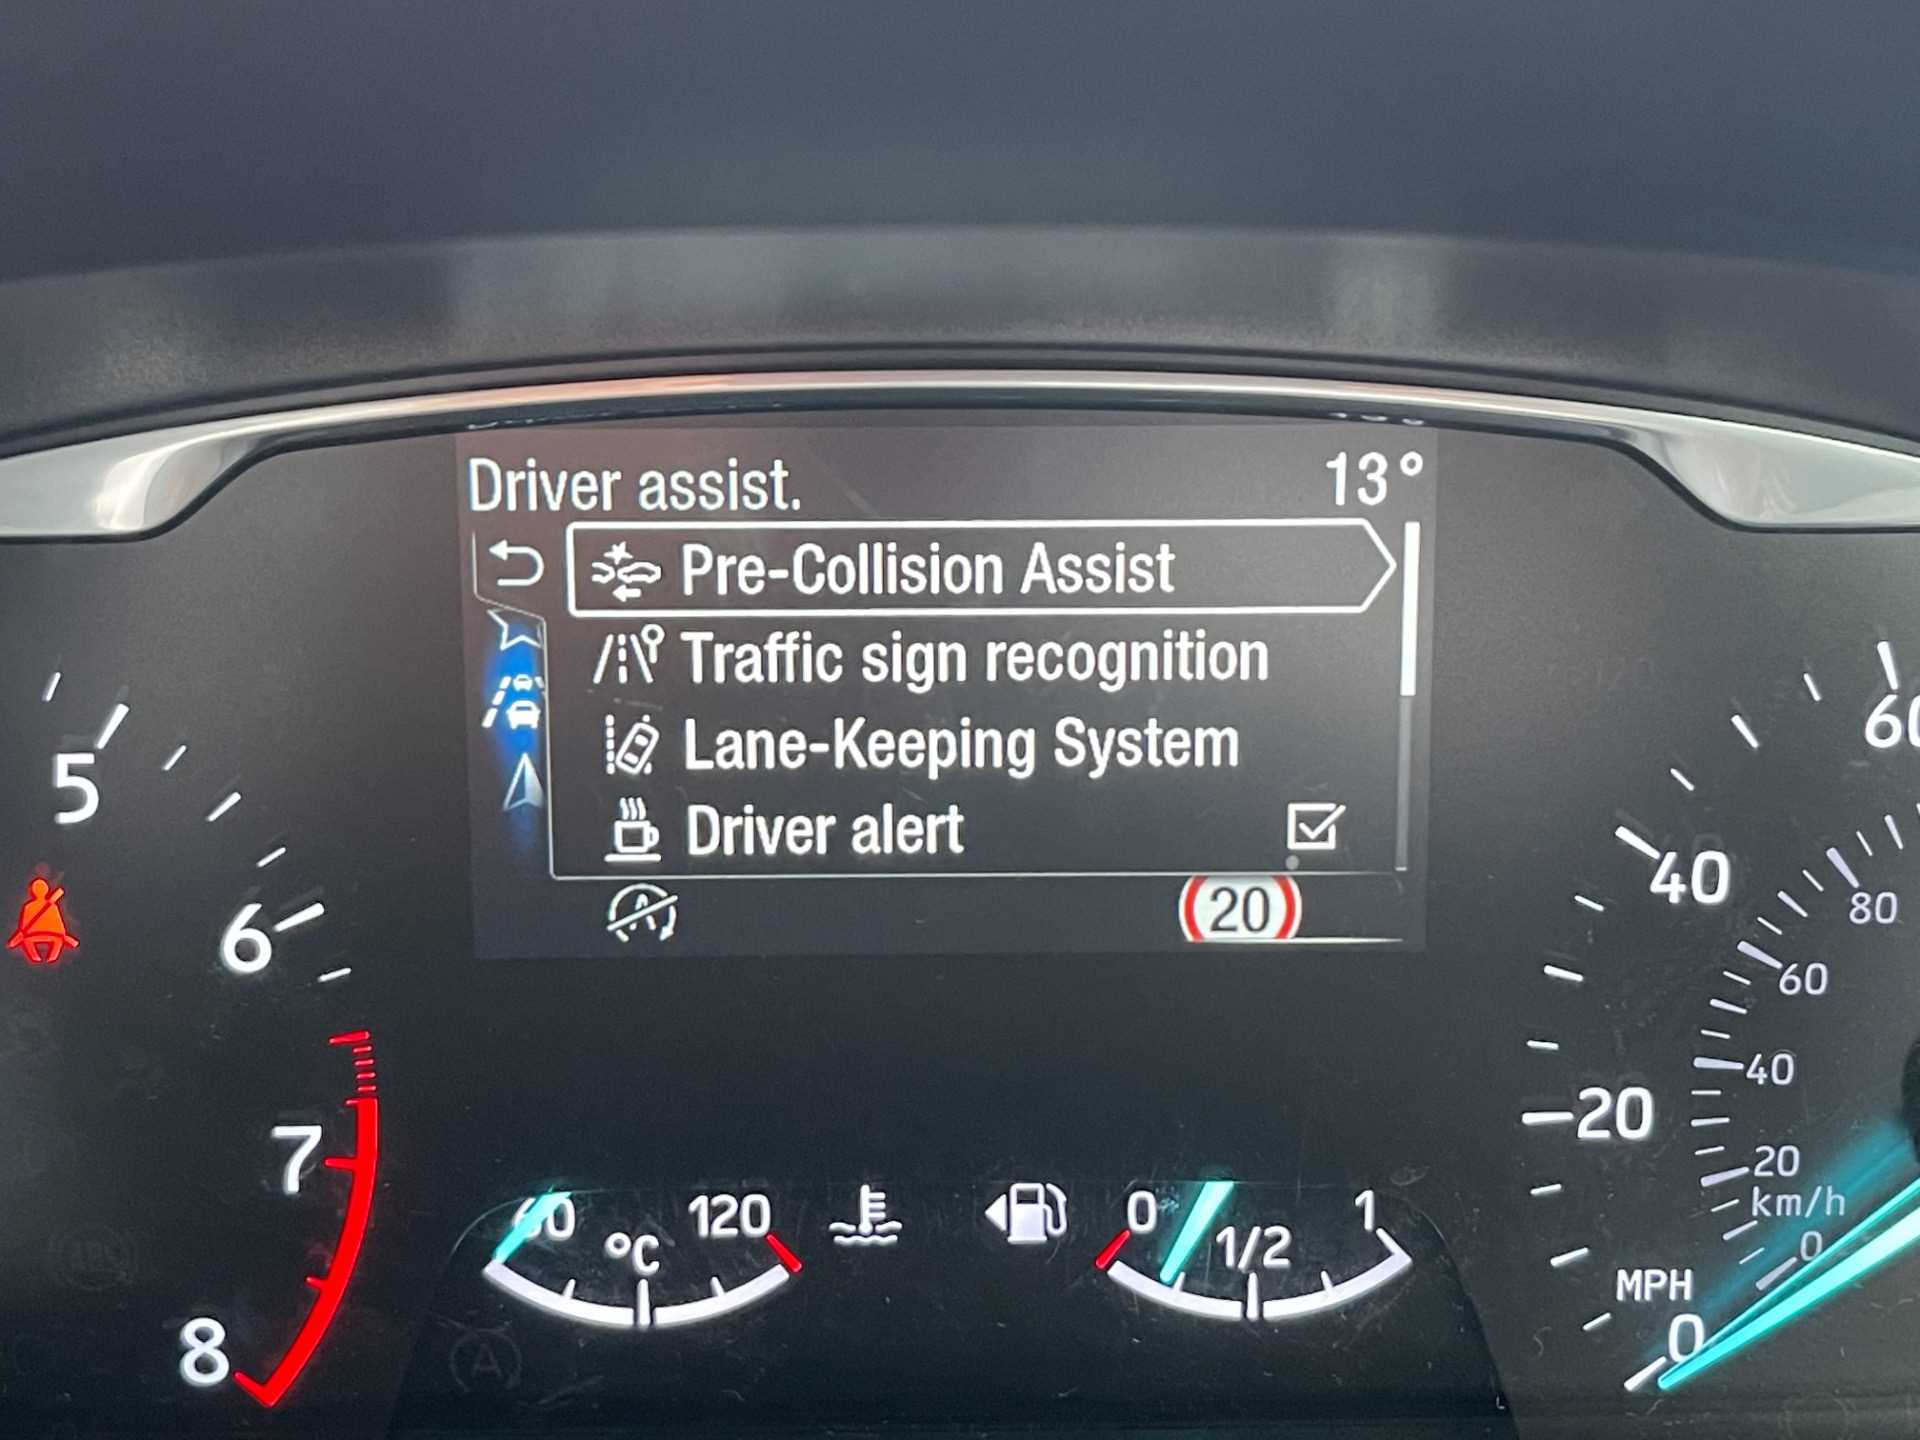 Driver assist. 13°
Pre-Collision Assist
Traffic sign recognition
Lane-Keeping System
Driver alert
20
5
6
7
8
60
120
°C
0
1/2
1
60
40
20
0
MPH
80
60
40
20
km/h
0